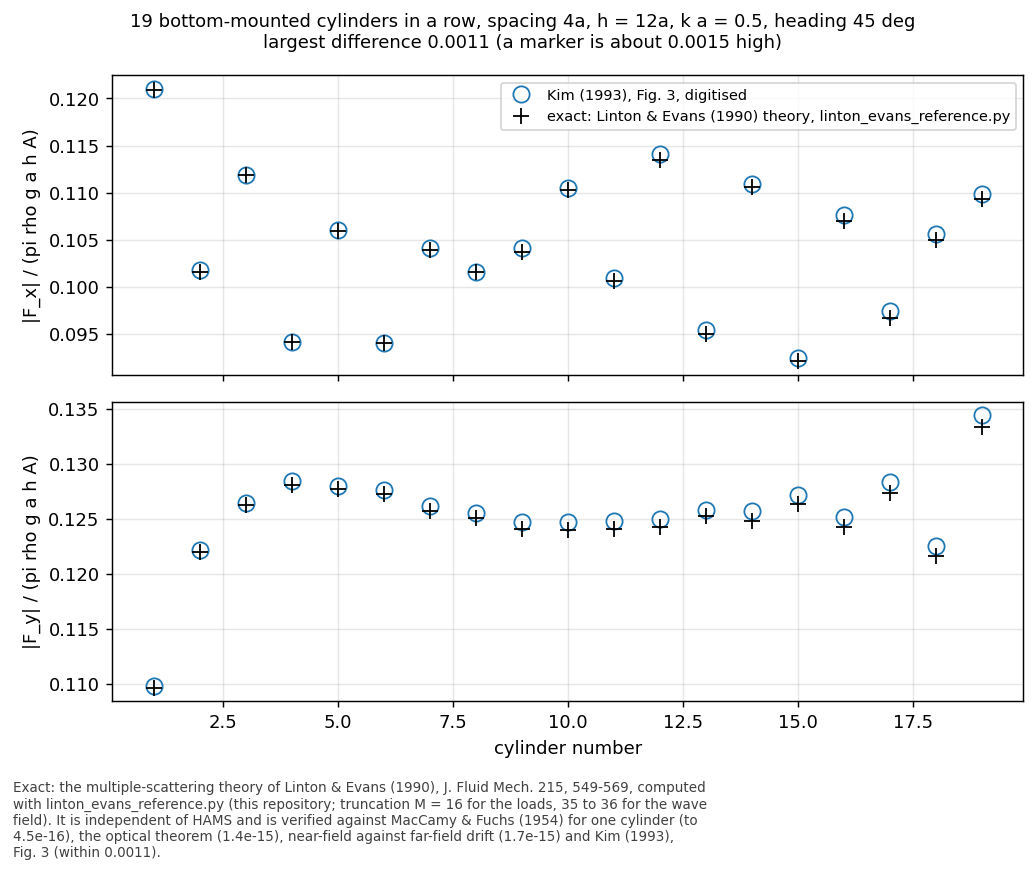 19 bottom-mounted cylinders in a row, spacing 4a, h = 12a, k a = 0.5, heading 45 deg
largest difference 0.0011 (a marker is about 0.0015 high)
Kim (1993), Fig. 3, digitised
exact: Linton & Evans (1990) theory, linton_evans_reference.py
|F_x| / (pi rho g a h A)
0.120
0.115
0.110
0.105
0.100
0.095
|F_y| / (pi rho g a h A)
0.135
0.130
0.125
0.120
0.115
0.110
2.5 5.0 7.5 10.0 12.5 15.0 17.5
cylinder number
Exact: the multiple-scattering theory of Linton & Evans (1990), J. Fluid Mech. 215, 549-569, computed
with linton_evans_reference.py (this repository; truncation M = 16 for the loads, 35 to 36 for the wave
field). It is independent of HAMS and is verified against MacCamy & Fuchs (1954) for one cylinder (to
4.5e-16), the optical theorem (1.4e-15), near-field against far-field drift (1.7e-15) and Kim (1993),
Fig. 3 (within 0.0011).